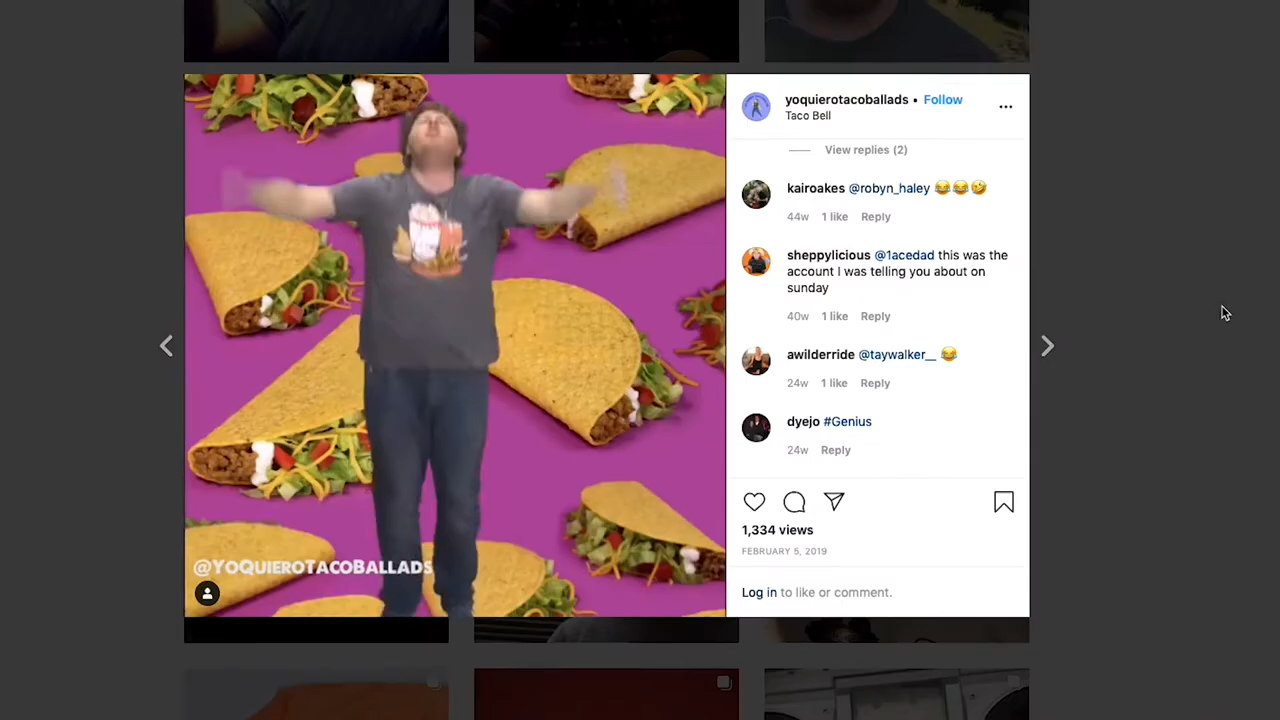 yoquierotacoballads • Follow
Taco Bell
View replies (2)
kairoakes @robyn_haley 😂😂🤣
44w 1 like Reply
sheppylicious @1acedad this was the
account I was telling you about on
sunday
40w 1 like Reply
awilderride @taywalker__ 😂
24w 1 like Reply
dyejo #Genius
24w Reply
1,334 views
FEBRUARY 5, 2019
Log in to like or comment.
@YoQuieroTacoBallads